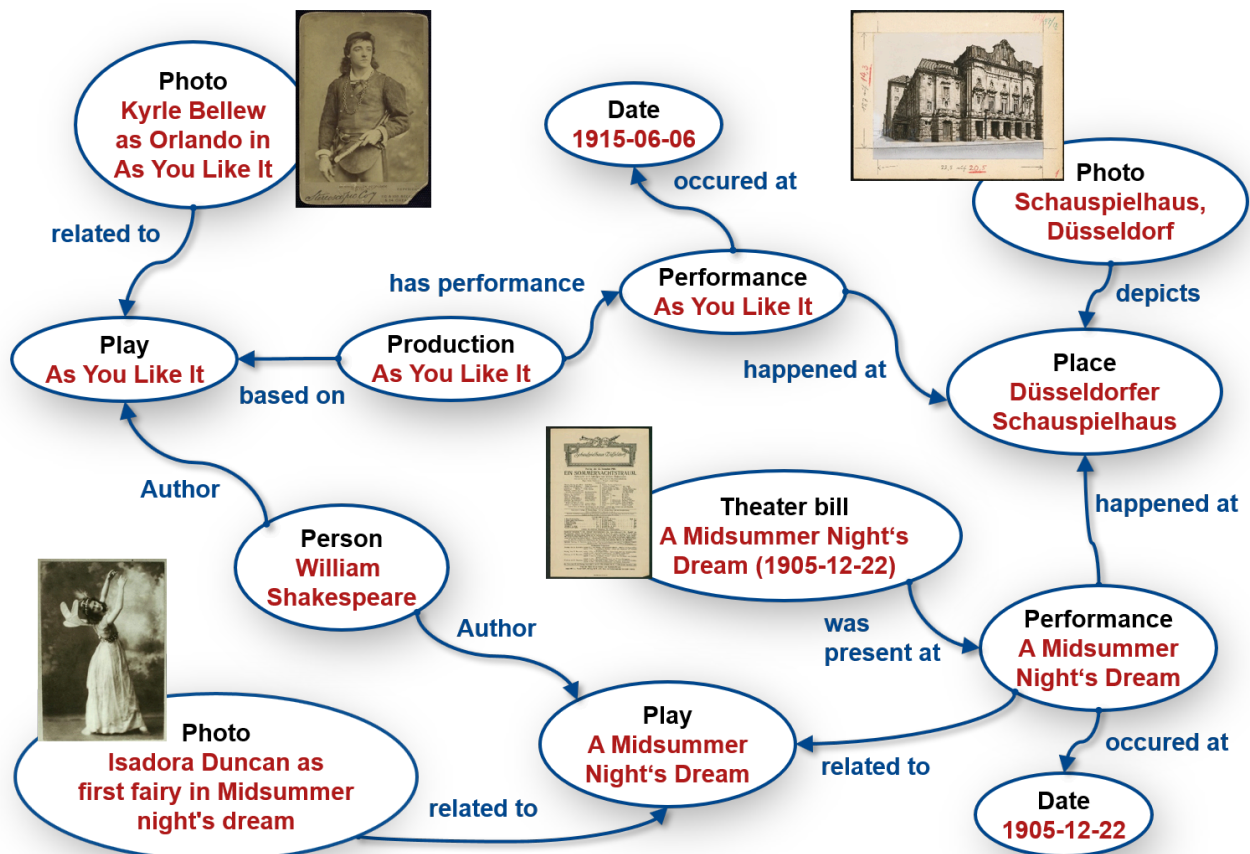 Photo
Kyrle Bellew
as Orlando in
As You Like It
related to
Date
1915-06-06
occured at
Photo
Schauspielhaus,
Düsseldorf
depicts
has performance
Performance
As You Like It
happened at
Play
As You Like It
based on
Production
As You Like It
Place
Düsseldorfer
Schauspielhaus
Author
Person
William
Shakespeare
Author
EIN SOMMERNACHTSTRAUM.
Theater bill
A Midsummer Night‘s
Dream (1905-12-22)
was
present at
happened at
Performance
A Midsummer
Night‘s Dream
occured at
Date
1905-12-22
related to
Play
A Midsummer
Night‘s Dream
Photo
Isadora Duncan as
first fairy in Midsummer
night's dream
related to